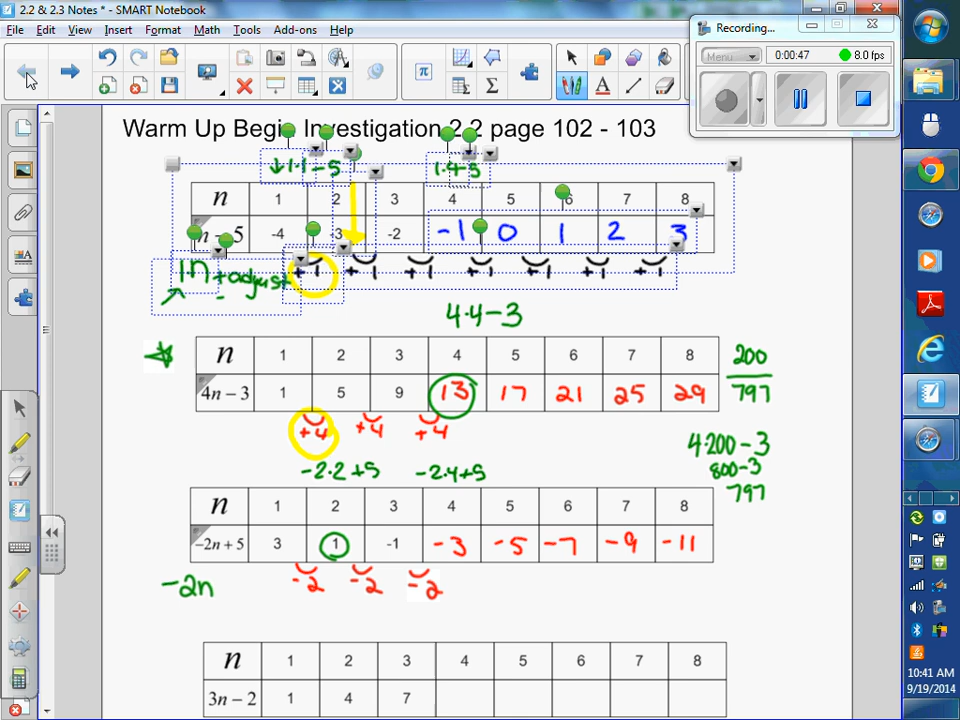 2.2 & 2.3 Notes * - SMART Notebook
File Edit View Insert Format Math Tools Add-ons Help
Recording...
Menu 0:00:47 8.0 fps
Warm Up Begin Investigation 2.2 page 102 - 103
↓1·1-5 1·4-5
n 1 2 3 4 5 6 7 8
n - 5 -4 -3 -2 -1 0 1 2 3
1n + adjust +1 +1 +1 +1 +1 +1 +1
4·4-3
n 1 2 3 4 5 6 7 8 200
4n - 3 1 5 9 13 17 21 25 29 797
+4 +4 +4
4·200-3
800-3
797
-2·2+5 -2·4+5
n 1 2 3 4 5 6 7 8
-2n + 5 3 1 -1 -3 -5 -7 -9 -11
-2n -2 -2 -2
n 1 2 3 4 5 6 7 8
3n - 2 1 4 7
10:41 AM
9/19/2014